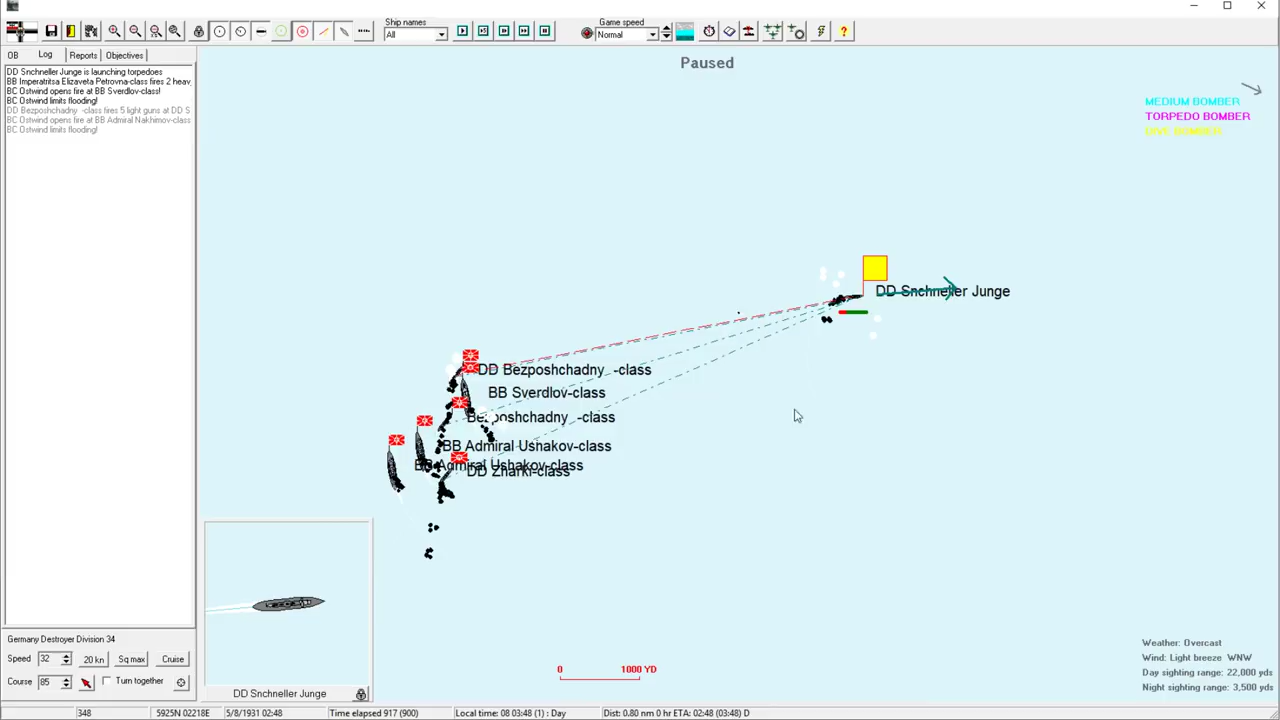 Ship names
All
Game speed
Normal
OB
Log
Reports
Objectives
DD Snchneller Junge is launching torpedoes
BB Imperatritsa Elizaveta Petrovna-class fires 2 heav
BC Ostwind opens fire at BB Sverdlov-class!
BC Ostwind limits flooding!
DD Bezposhchadny -class fires 5 light guns at DD S
BC Ostwind opens fire at BB Admiral Nakhimov-class
BC Ostwind limits flooding!
Paused
MEDIUM BOMBER
TORPEDO BOMBER
DIVE BOMBER
DD Snchneller Junge
DD Bezposhchadny -class
BB Sverdlov-class
Bezposhchadny -class
BB Admiral Ushakov-class
BB Admiral Ushakov-class
DD Zharki-class
Germany Destroyer Division 34
Speed 32 20 kn Sq max Cruise
Course 85 Turn together
DD Snchneller Junge
0 1000 YD
Weather: Overcast
Wind: Light breeze WNW
Day sighting range: 22,000 yds
Night sighting range: 3,500 yds
348 5925N 02218E 5/8/1931 02:48 Time elapsed 917 (900) Local time: 08 03:48 (1) : Day Dist: 0.80 nm 0 hr ETA: 02:48 (03:48) D